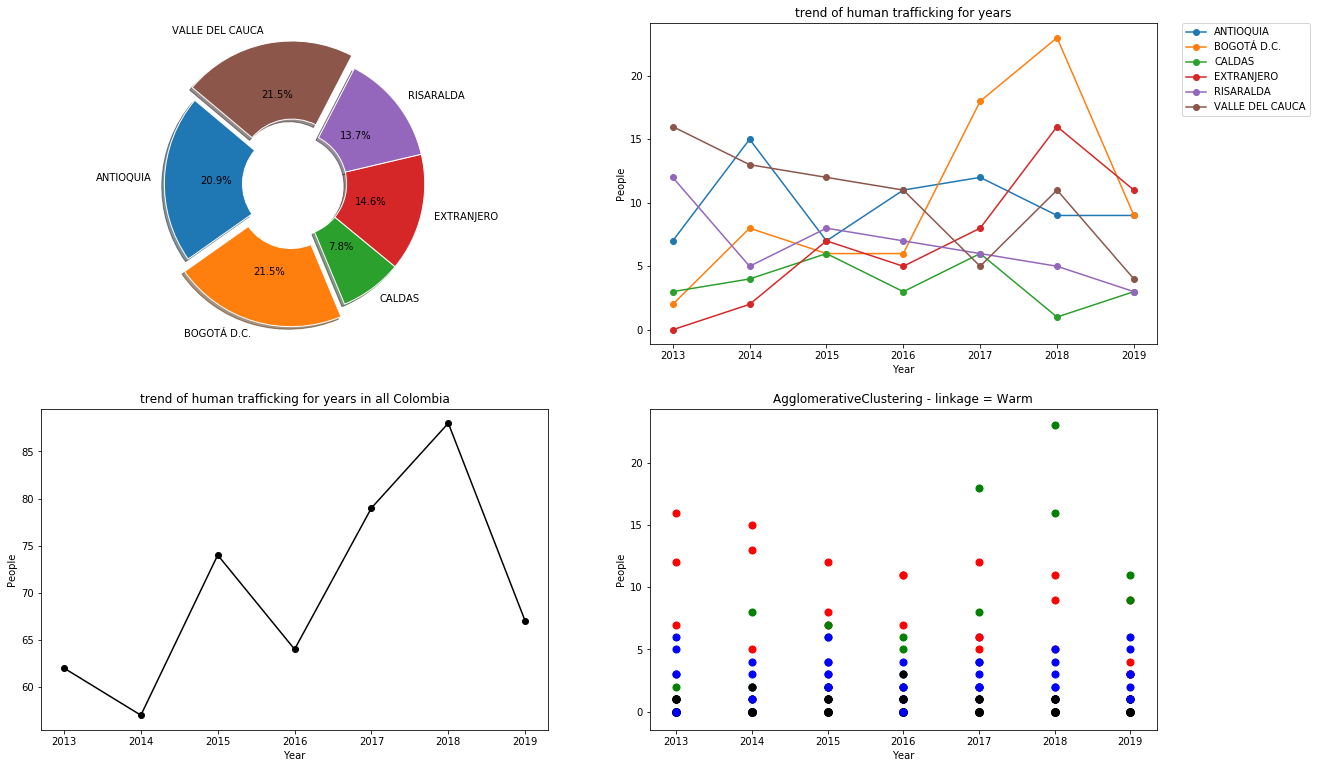 VALLE DEL CAUCA
21.5%
RISARALDA
13.7%
ANTIOQUIA
20.9%
14.6%
EXTRANJERO
7.8%
21.5%
CALDAS
BOGOTÁ D.C.
trend of human trafficking for years
People
20
15
10
5
0
2013 2014 2015 2016 2017 2018 2019
Year
ANTIOQUIA
BOGOTÁ D.C.
CALDAS
EXTRANJERO
RISARALDA
VALLE DEL CAUCA
trend of human trafficking for years in all Colombia
People
85
80
75
70
65
60
2013 2014 2015 2016 2017 2018 2019
Year
AgglomerativeClustering - linkage = Warm
People
20
15
10
5
0
2013 2014 2015 2016 2017 2018 2019
Year